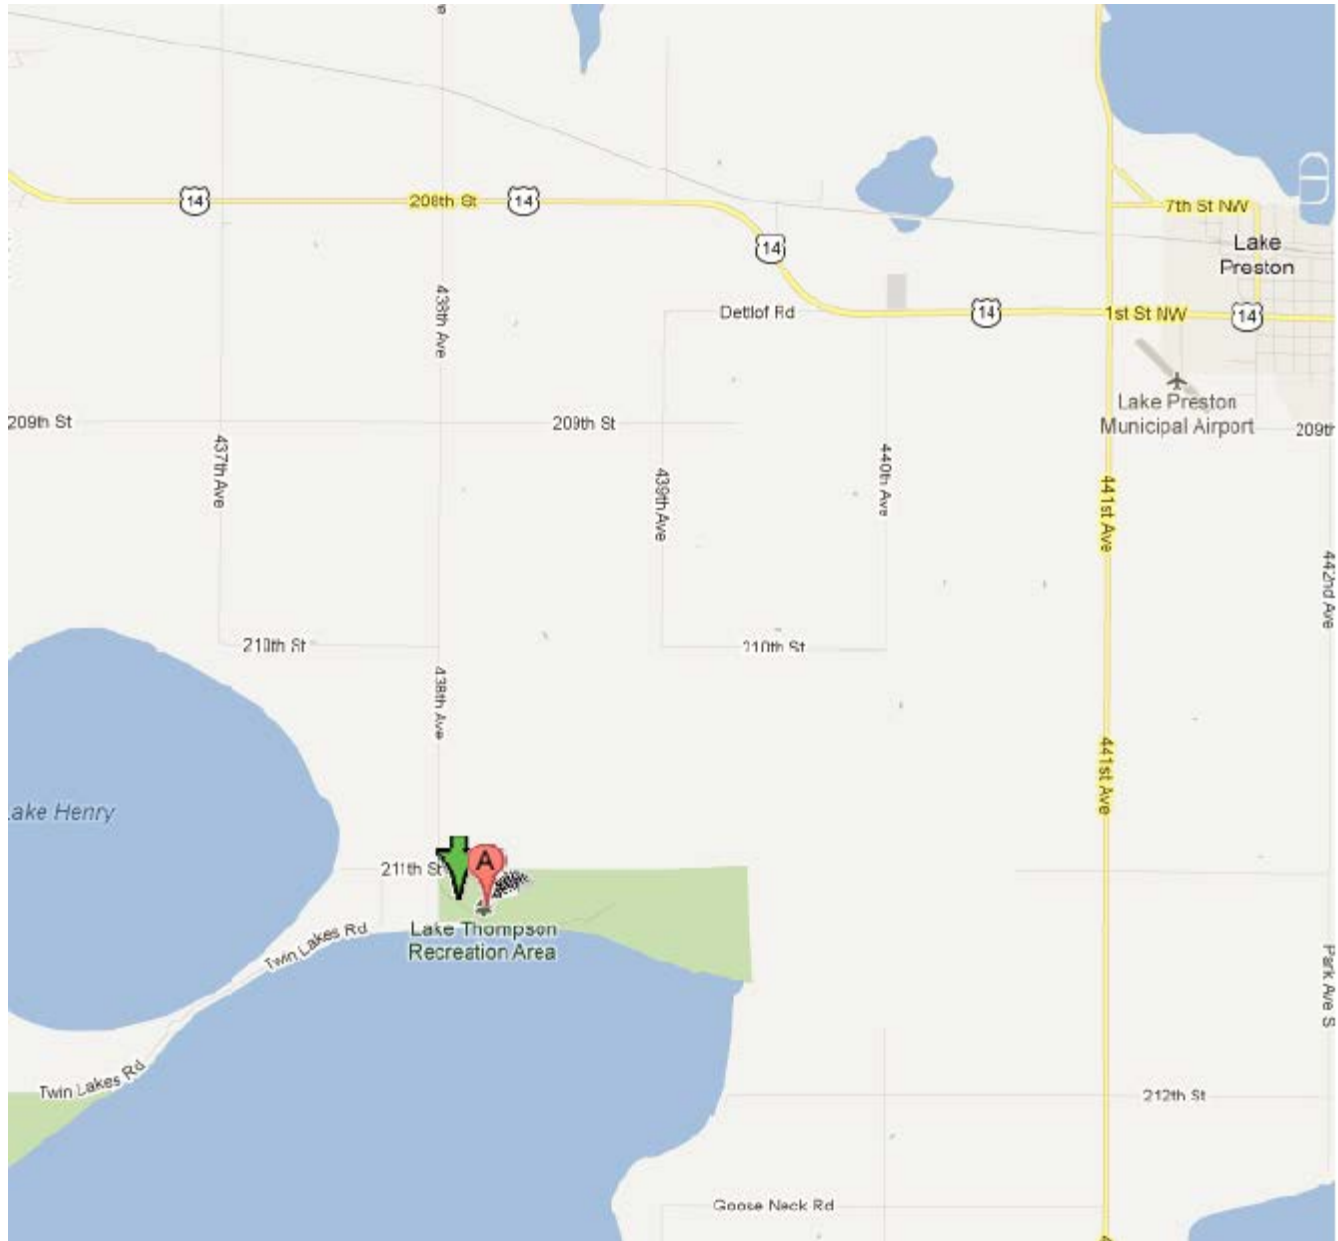 14
208th St
14
7th St NW
Lake
Preston
14
438th Ave
Detlof Rd
14
1st St NW
14
Lake Preston
Municipal Airport
209th St
209th St
209th
437th Ave
439th Ave
440th Ave
441st Ave
442nd Ave
210th St
210th St
438th Ave
441st Ave
ake Henry
211th St
A
Lake Thompson
Recreation Area
Twin Lakes Rd
Park Ave S
Twin Lakes Rd
212th St
Goose Neck Rd